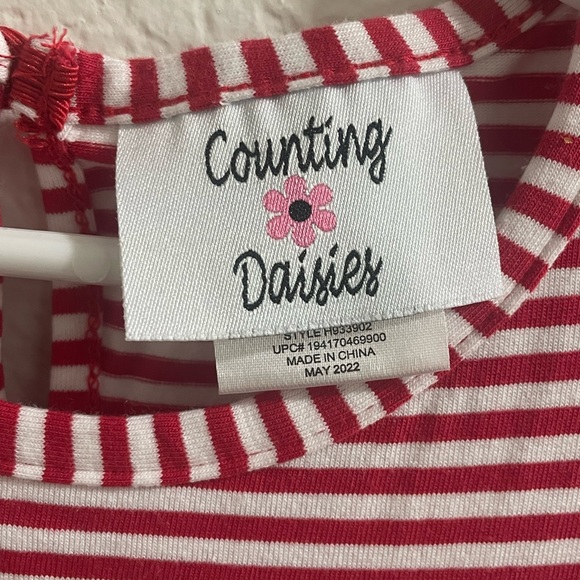 Counting
Daisies
STYLE H933902
UPC# 194170469900
MADE IN CHINA
MAY 2022